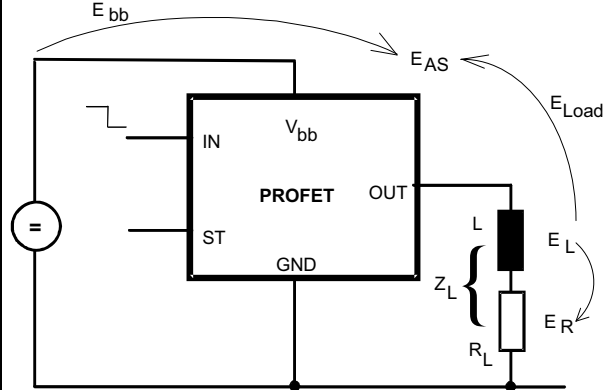 E bb
E AS
E Load
IN
V bb
PROFET
OUT
=
ST
GND
L
E L
Z L {
E R
R L